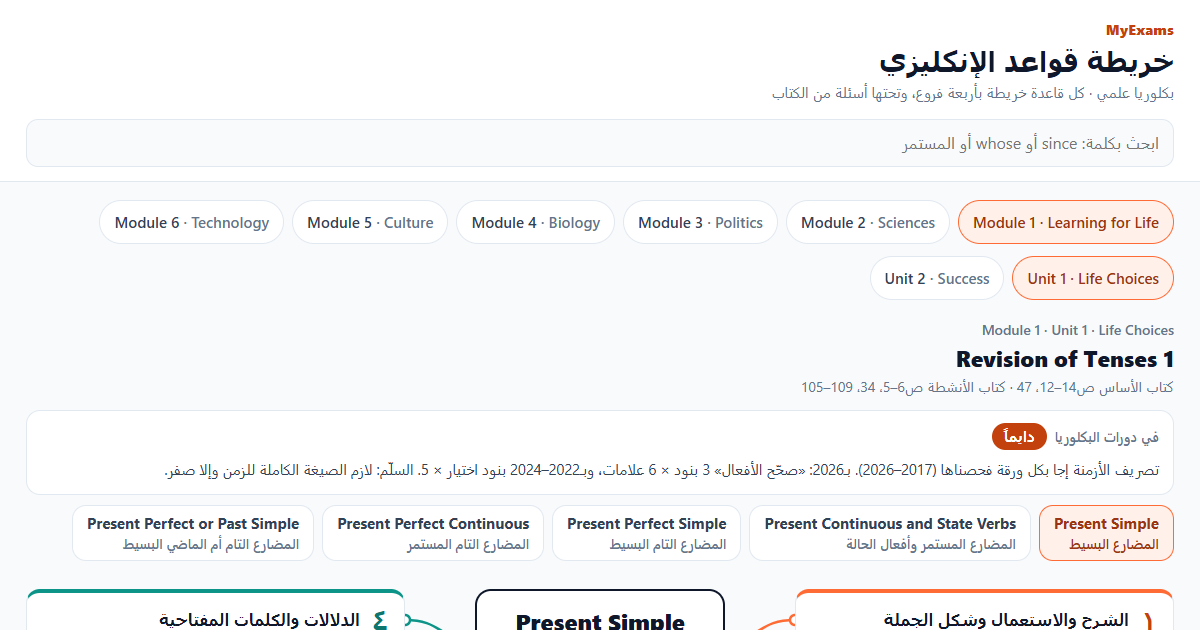 MyExams
خريطة قواعد الإنكليزي
بكلوريا علمي · كل قاعدة خريطة بأربعة فروع، وتحتها أسئلة من الكتاب
ابحث بكلمة: since أو whose أو المستمر
Module 1 · Learning for Life
Module 2 · Sciences
Module 3 · Politics
Module 4 · Biology
Module 5 · Culture
Module 6 · Technology
Unit 1 · Life Choices
Unit 2 · Success
Module 1 · Unit 1 · Life Choices
Revision of Tenses 1
كتاب الأساس ص14–12، 47 · كتاب الأنشطة ص6–5، 34، 109–105
في دورات البكلوريا دايماً
تصريف الأزمنة إجا بكل ورقة فحصناها (2017–2026). بـ2026: «صحّح الأفعال» 3 بنود × 6 علامات، وبـ2022–2024 بنود اختيار × 5. السلّم: لازم الصيغة الكاملة للزمن وإلا صفر.
Present Simple
المضارع البسيط
Present Continuous and State Verbs
المضارع المستمر وأفعال الحالة
Present Perfect Simple
المضارع التام البسيط
Present Perfect Continuous
المضارع التام المستمر
Present Perfect or Past Simple
المضارع التام أم الماضي البسيط
١ الشرح والاستعمال وشكل الجملة
Present Simple
٤ الدلالات والكلمات المفتاحية